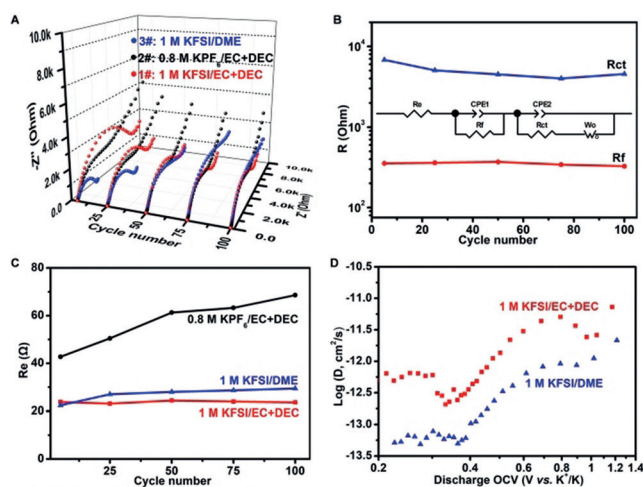 A
3#: 1 M KFSI/DME
2#: 0.8 M KPF6/EC+DEC
1#: 1 M KFSI/EC+DEC
10.0k
8.0k
6.0k
4.0k
2.0k
0.0
-Z'' (Ohm)
25
50
75
100
Cycle number
10.0k
8.0k
6.0k
4.0k
2.0k
0.0
Z' (Ohm)
B
10^4
10^3
10^2
R (Ohm)
Rct
Re
CPE1
Rf
CPE2
Rct
Wo
Rf
0
20
40
60
80
100
Cycle number
C
80
60
40
20
0
Re (Ω)
0.8 M KPF6/EC+DEC
1 M KFSI/DME
1 M KFSI/EC+DEC
25
50
75
100
Cycle number
D
-11.0
-11.5
-12.0
-12.5
-13.0
-13.5
Log (D, cm²/s)
1 M KFSI/EC+DEC
1 M KFSI/DME
0.2
0.4
0.6
0.8
1
1.2
1.4
Discharge OCV (V vs. K+/K)